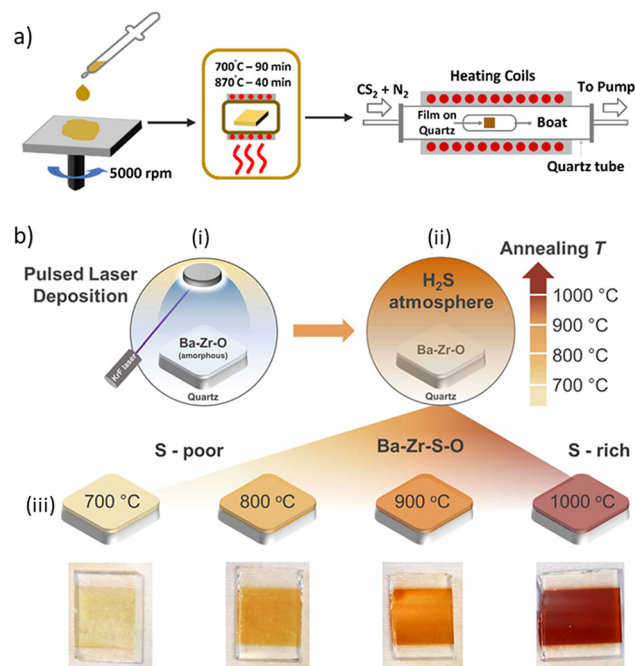 a)
5000 rpm
700°C – 90 min
870°C – 40 min
CS2 + N2
Heating Coils
To Pump
Film on
Quartz
Boat
Quartz tube
b)
(i)
Pulsed Laser
Deposition
KrF laser
Ba-Zr-O
(amorphous)
Quartz
(ii)
H2S
atmosphere
Ba-Zr-O
Quartz
Annealing T
1000 °C
900 °C
800 °C
700 °C
S - poor
Ba-Zr-S-O
S - rich
(iii)
700 °C
800 °C
900 °C
1000 °C